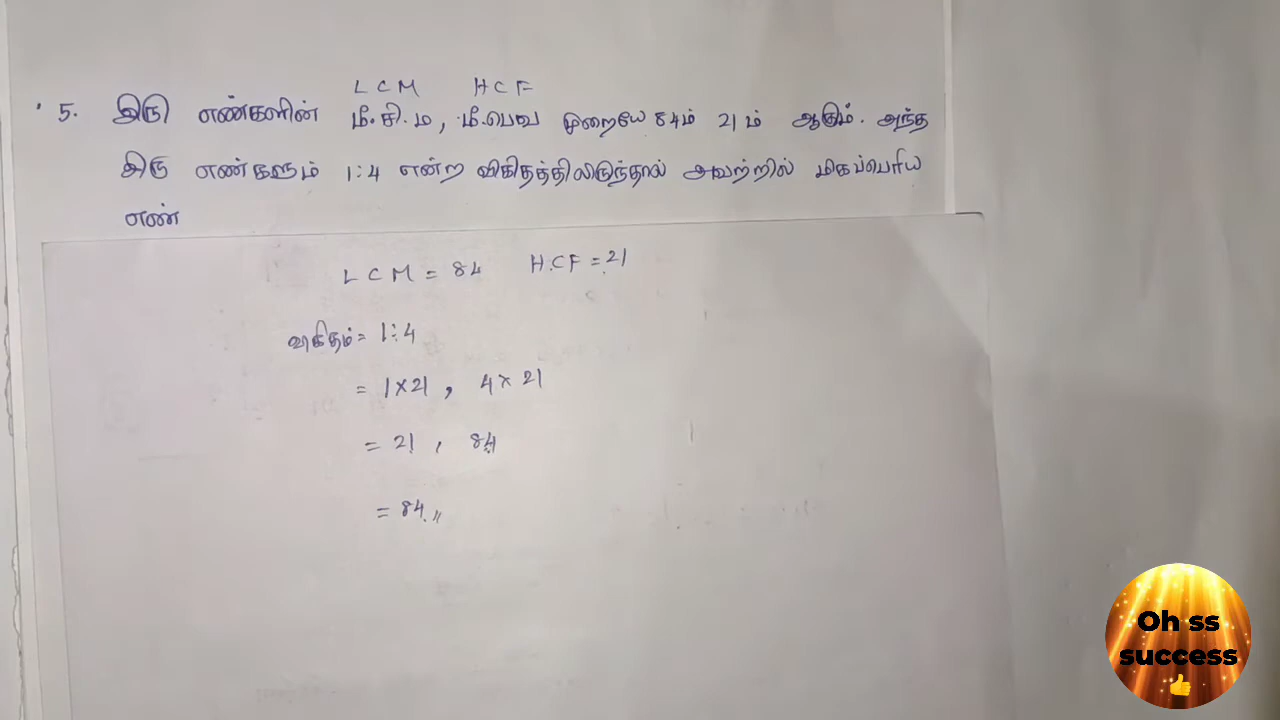 5. இரு எண்களின் மீ.சி.ம, மீ.பெவ முறையே 84ம் 21ம் ஆகும். அந்த
LCM HCF
இரு எண்களும் 1:4 என்ற விகிதத்திலிருந்தால் அவற்றில் மிகப்பெரிய
எண்
LCM = 84 H.CF = 21
விகிதம் = 1:4
= 1×21 , 4×21
= 21 , 84
= 84.,,
Oh ss
success
👍